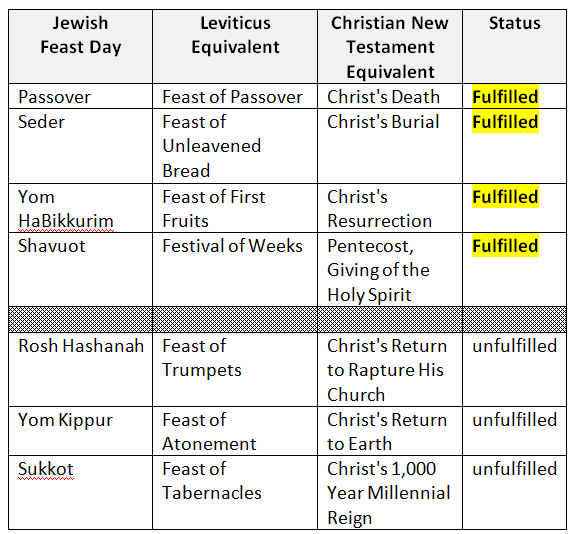 Jewish Feast Day | Leviticus Equivalent | Christian New Testament Equivalent | Status
Passover | Feast of Passover | Christ's Death | Fulfilled
Seder | Feast of Unleavened Bread | Christ's Burial | Fulfilled
Yom HaBikkurim | Feast of First Fruits | Christ's Resurrection | Fulfilled
Shavuot | Festival of Weeks | Pentecost, Giving of the Holy Spirit | Fulfilled
Rosh Hashanah | Feast of Trumpets | Christ's Return to Rapture His Church | unfulfilled
Yom Kippur | Feast of Atonement | Christ's Return to Earth | unfulfilled
Sukkot | Feast of Tabernacles | Christ's 1,000 Year Millennial Reign | unfulfilled